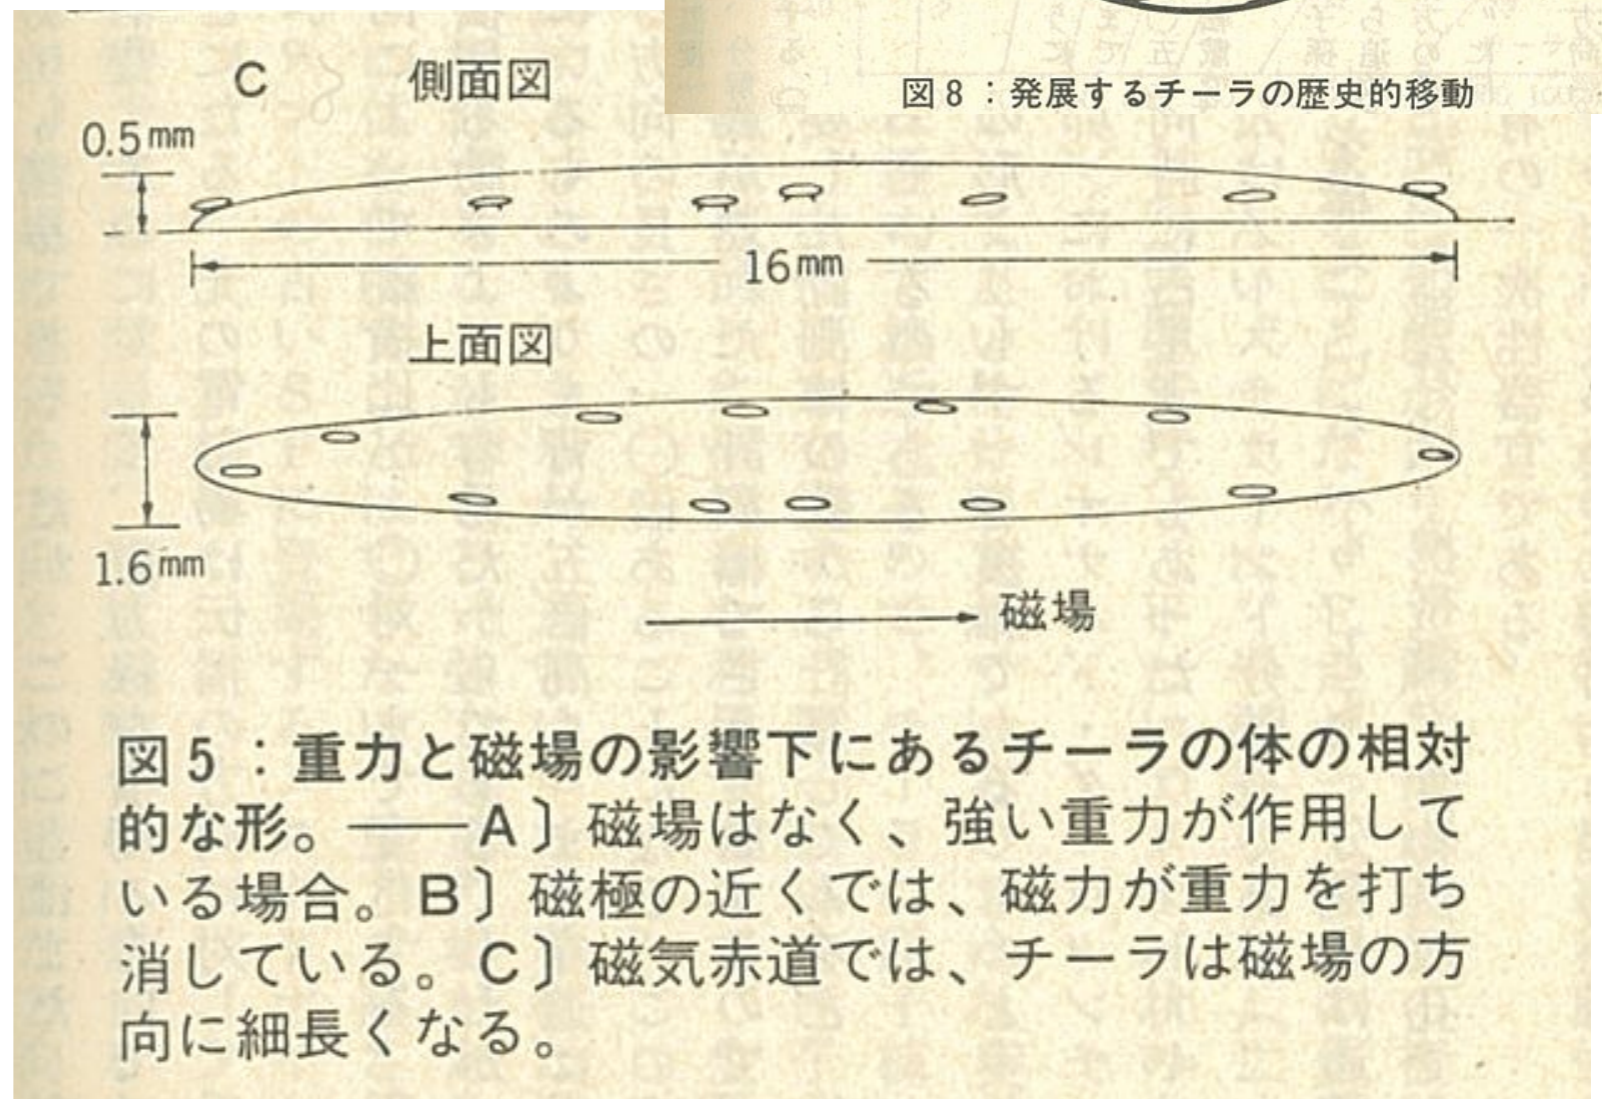 図8：発展するチーラの歴史的移動
C 側面図
0.5mm
16mm
上面図
1.6mm
磁場
図5：重力と磁場の影響下にあるチーラの体の相対
的な形。――A〕磁場はなく、強い重力が作用して
いる場合。B〕磁極の近くでは、磁力が重力を打ち
消している。C〕磁気赤道では、チーラは磁場の方
向に細長くなる。